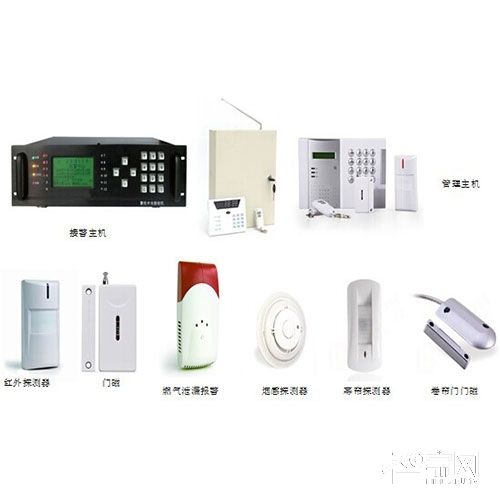 管理主机
接警主机
红外探测器
门磁
燃气泄漏报警
烟感探测器
幕帘探测器
卷帘门门磁